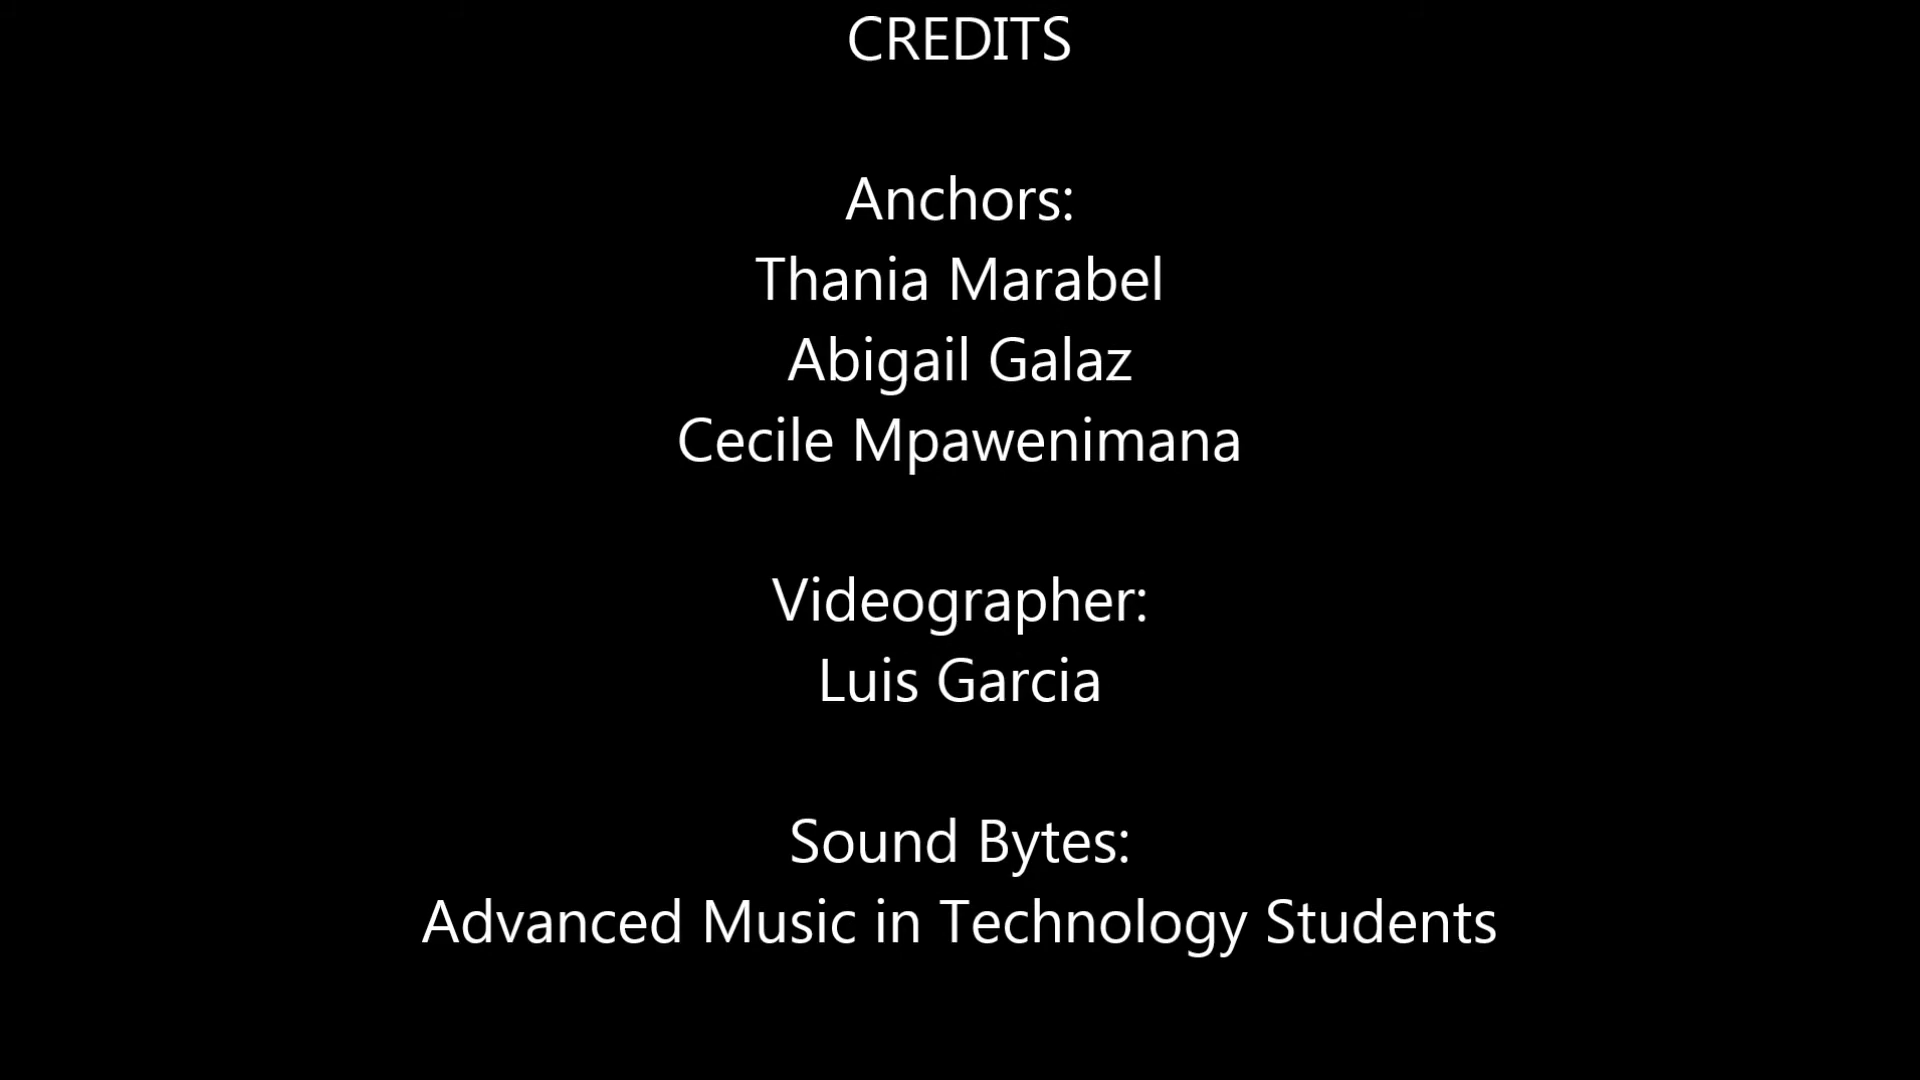 CREDITS
Anchors:
Thania Marabel
Abigail Galaz
Cecile Mpawenimana
Videographer:
Luis Garcia
Sound Bytes:
Advanced Music in Technology Students